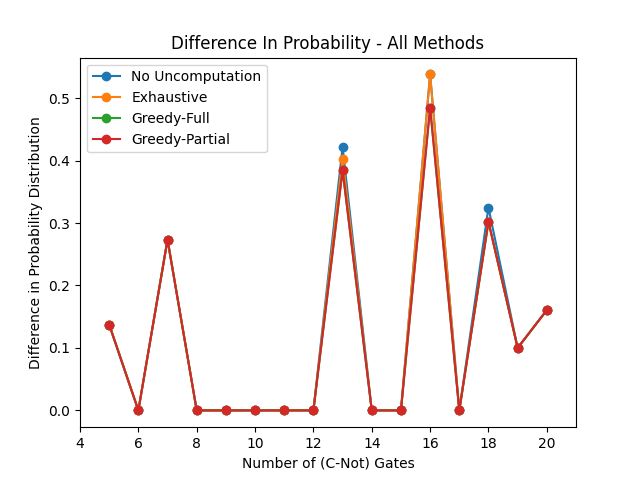 Difference In Probability - All Methods
No Uncomputation
Exhaustive
Greedy-Full
Greedy-Partial
Difference in Probability Distribution
0.5
0.4
0.3
0.2
0.1
0.0
4 6 8 10 12 14 16 18 20
Number of (C-Not) Gates